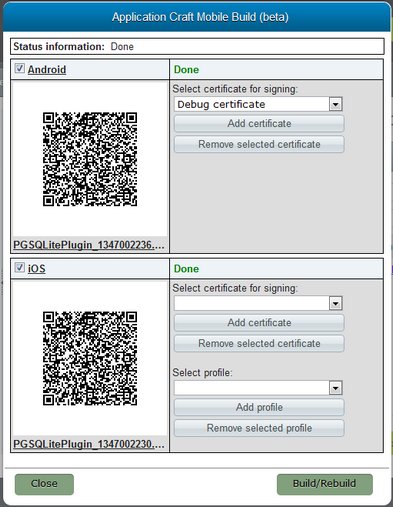 Application Craft Mobile Build (beta)
Status information: Done
Android
Done
Select certificate for signing:
Debug certificate
Add certificate
Remove selected certificate
PGSQLitePlugin_1347002236....
iOS
Done
Select certificate for signing:
Add certificate
Remove selected certificate
Select profile:
Add profile
Remove selected profile
PGSQLitePlugin_1347002230....
Close
Build/Rebuild